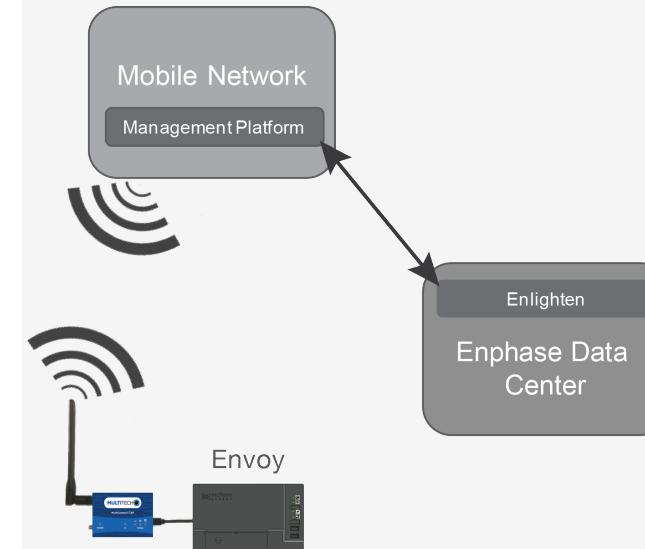 Mobile Network
Management Platform
Enlighten
Enphase Data
Center
Envoy
MULTITECH